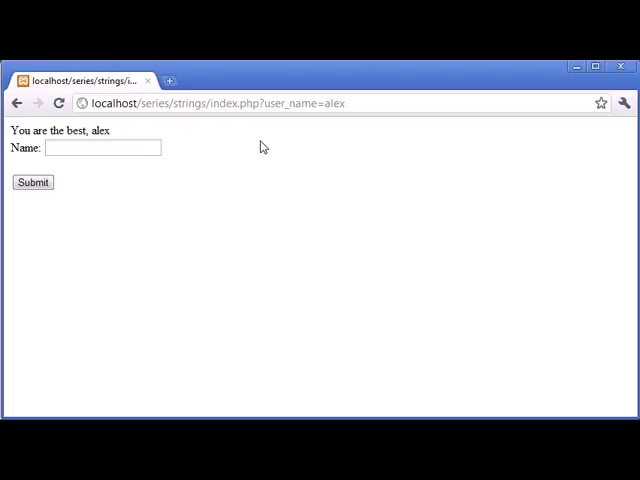 localhost/series/strings/i...
localhost/series/strings/index.php?user_name=alex
You are the best, alex
Name:
Submit